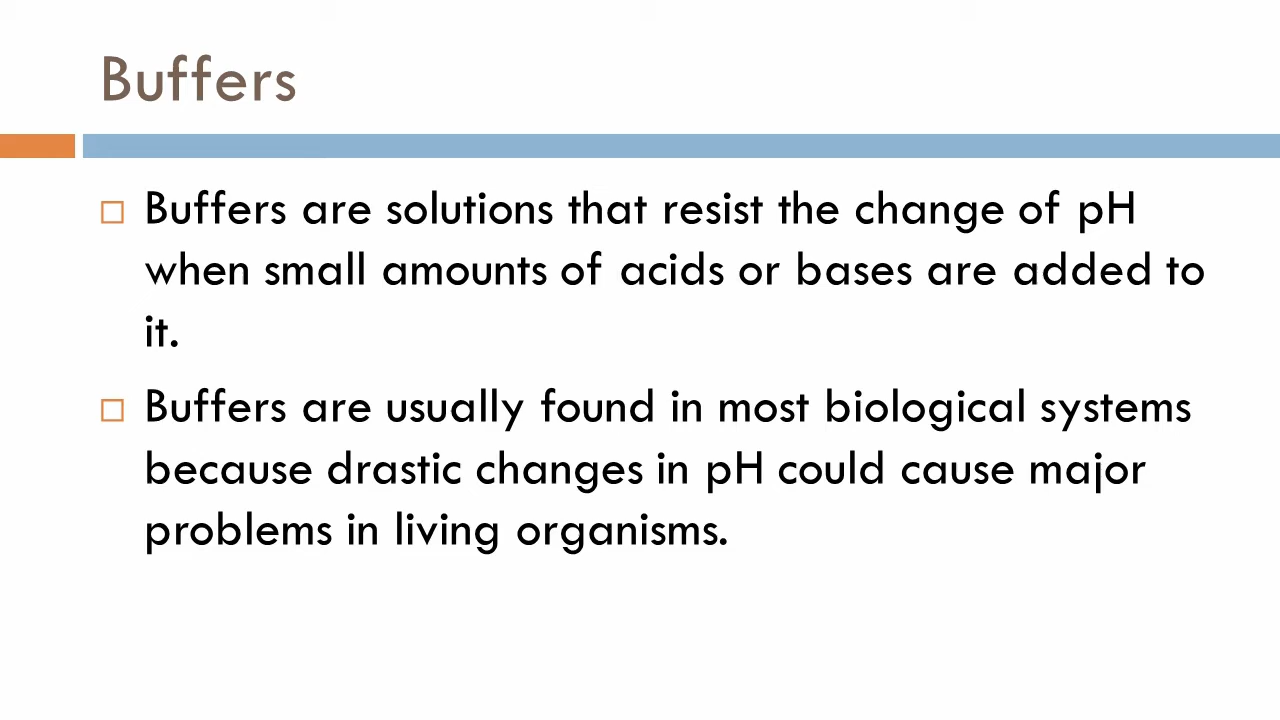 Buffers
Buffers are solutions that resist the change of pH
when small amounts of acids or bases are added to
it.
Buffers are usually found in most biological systems
because drastic changes in pH could cause major
problems in living organisms.